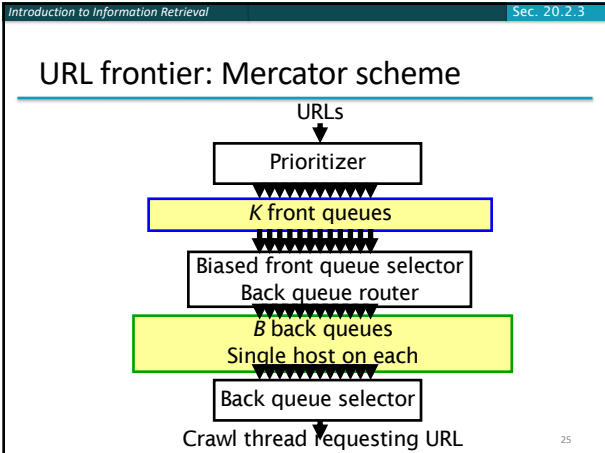 Introduction to Information Retrieval
Sec. 20.2.3
URL frontier: Mercator scheme
URLs
Prioritizer
K front queues
Biased front queue selector
Back queue router
B back queues
Single host on each
Back queue selector
Crawl thread requesting URL
25